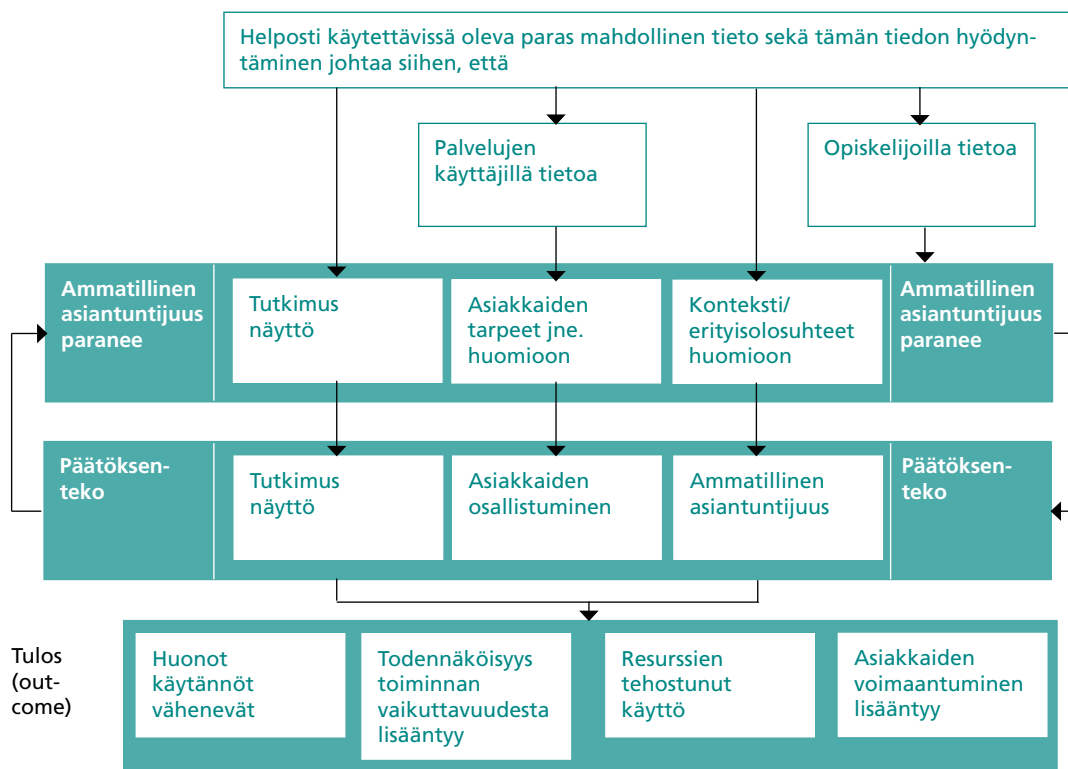 Helposti käytettävissä oleva paras mahdollinen tieto sekä tämän tiedon hyödyn-
täminen johtaa siihen, että
Palvelujen
käyttäjillä tietoa
Opiskelijoilla tietoa
Ammatillinen
asiantuntijuus
paranee
Tutkimus
näyttö
Asiakkaiden
tarpeet jne.
huomioon
Konteksti/
erityisolosuhteet
huomioon
Ammatillinen
asiantuntijuus
paranee
Päätöksen-
teko
Tutkimus
näyttö
Asiakkaiden
osallistuminen
Ammatillinen
asiantuntijuus
Päätöksen-
teko
Tulos
(out-
come)
Huonot
käytännöt
vähenevät
Todennäköisyys
toiminnan
vaikuttavuudesta
lisääntyy
Resurssien
tehostunut
käyttö
Asiakkaiden
voimaantuminen
lisääntyy